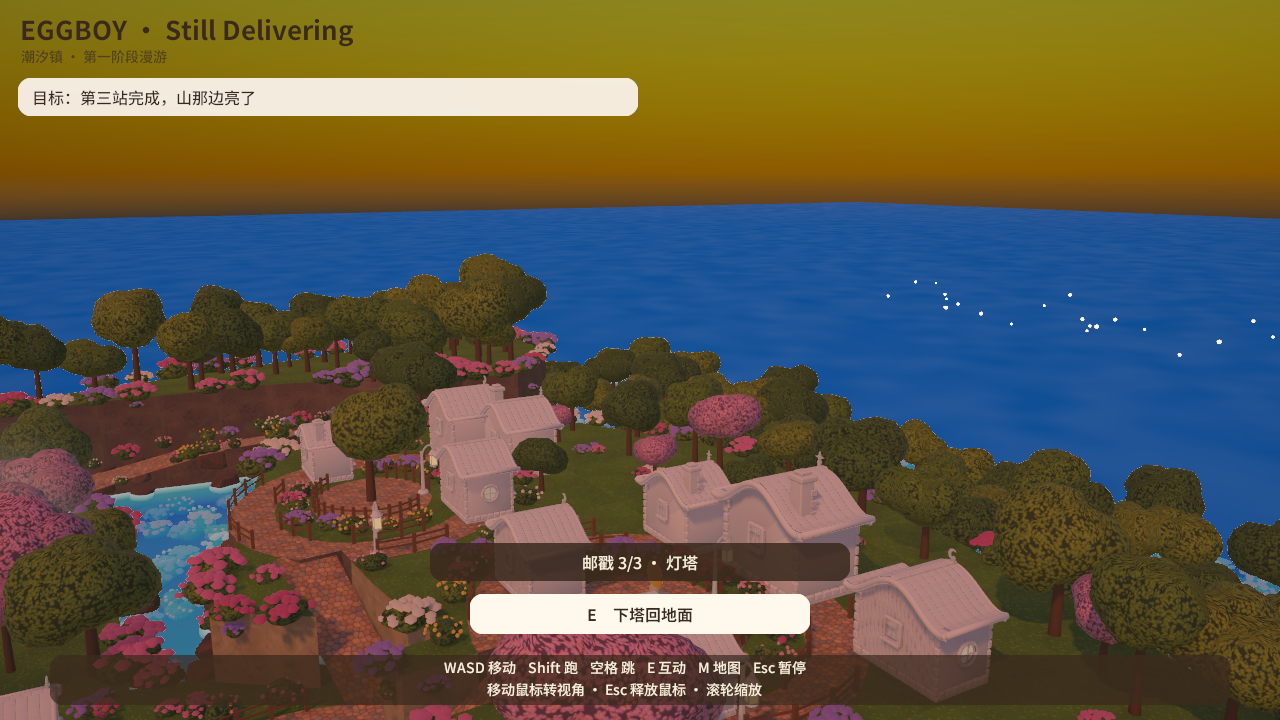 EGGBOY · Still Delivering
潮汐镇 · 第一阶段漫游
目标：第三站完成，山那边亮了
邮戳 3/3 · 灯塔
E 下塔回地面
WASD 移动 Shift 跑 空格 跳 E 互动 M 地图 Esc 暂停
移动鼠标转视角 · Esc 释放鼠标 · 滚轮缩放